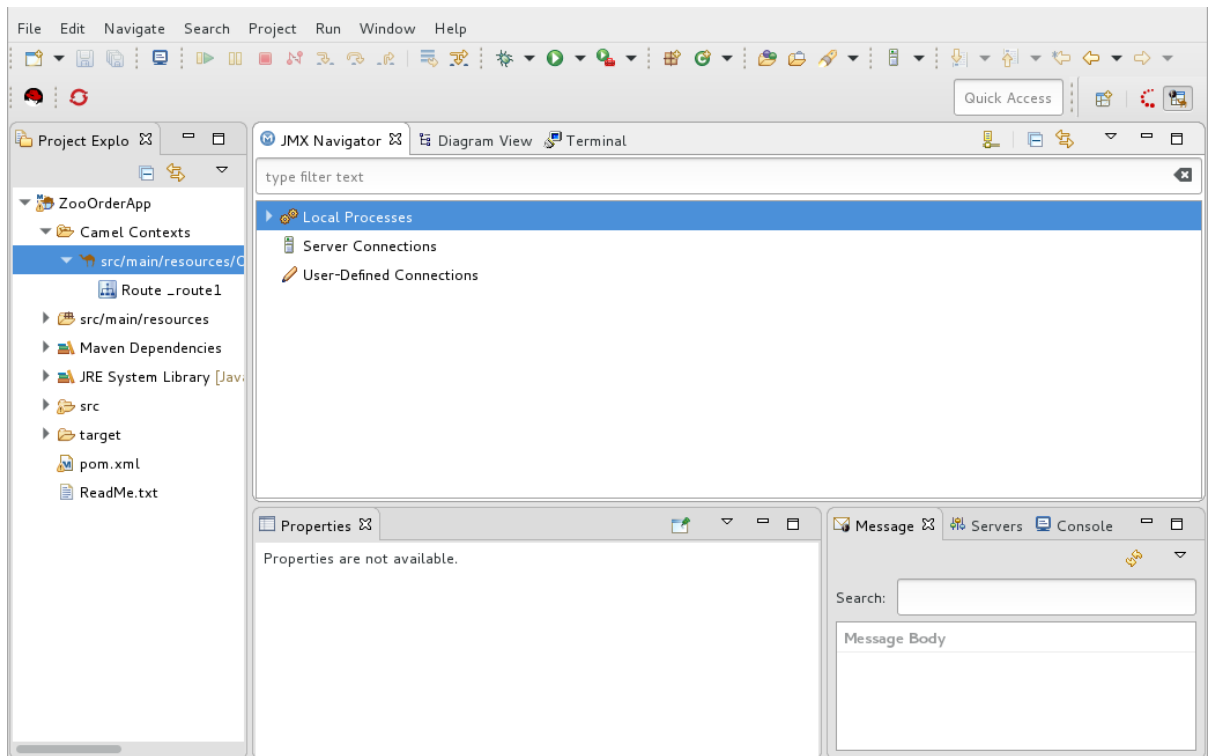 File Edit Navigate Search Project Run Window Help
Quick Access
Project Explo
JMX Navigator Diagram View Terminal
type filter text
ZooOrderApp
Camel Contexts
src/main/resources/C
Route _route1
src/main/resources
Maven Dependencies
JRE System Library [Java
src
target
pom.xml
ReadMe.txt
Local Processes
Server Connections
User-Defined Connections
Properties
Properties are not available.
Message Servers Console
Search:
Message Body